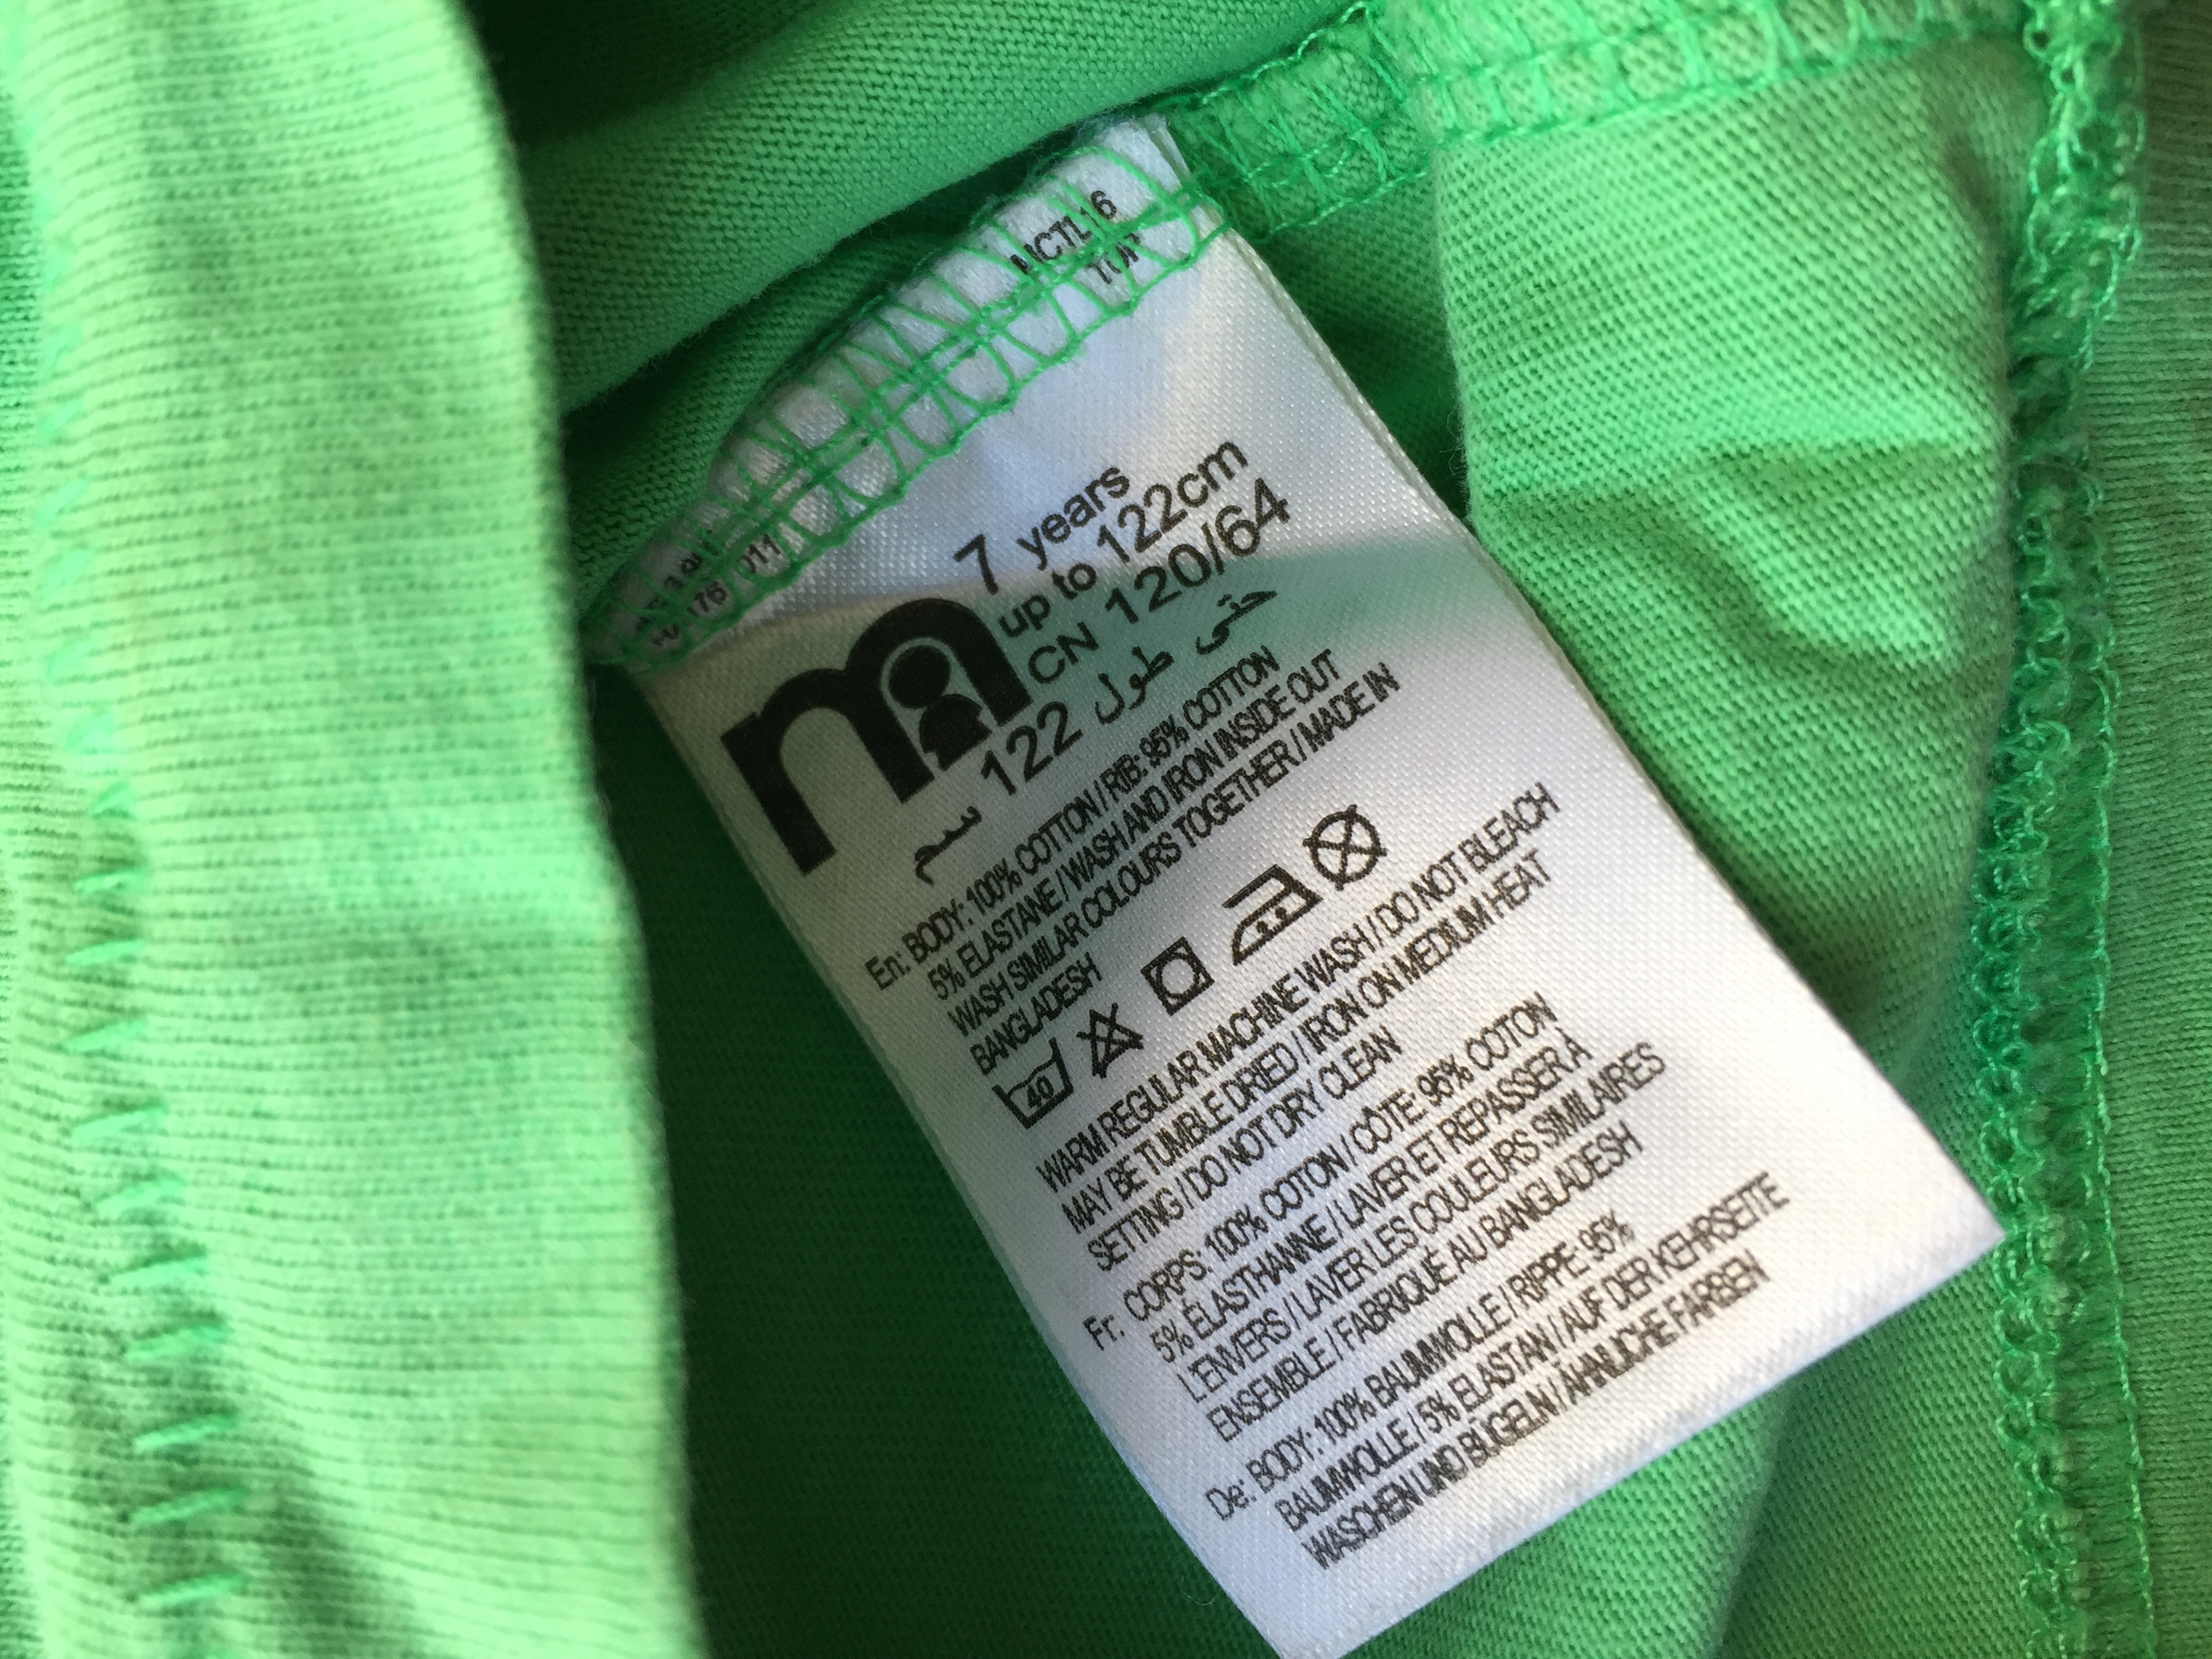 MCTL16
011
7 years
up to 122cm
CN 120/64
حتى طول 122 سم
En: BODY: 100% COTTON / RIB: 95% COTTON
5% ELASTANE / WASH AND IRON INSIDE OUT
WASH SIMILAR COLOURS TOGETHER / MADE IN
BANGLADESH
40
WARM REGULAR MACHINE WASH / DO NOT BLEACH
MAY BE TUMBLE DRIED / IRON ON MEDIUM HEAT
SETTING / DO NOT DRY CLEAN
Fr: CORPS: 100% COTON / CÔTE: 95% COTON
5% ÉLASTHANNE / LAVER ET REPASSER À
L'ENVERS / LAVER LES COULEURS SIMILAIRES
ENSEMBLE / FABRIQUÉ AU BANGLADESH
De: BODY: 100% BAUMWOLLE / RIPPE: 95%
BAUMWOLLE / 5% ELASTAN / AUF DER KEHRSEITE
WASCHEN UND BÜGELN / ÄHNLICHE FARBEN